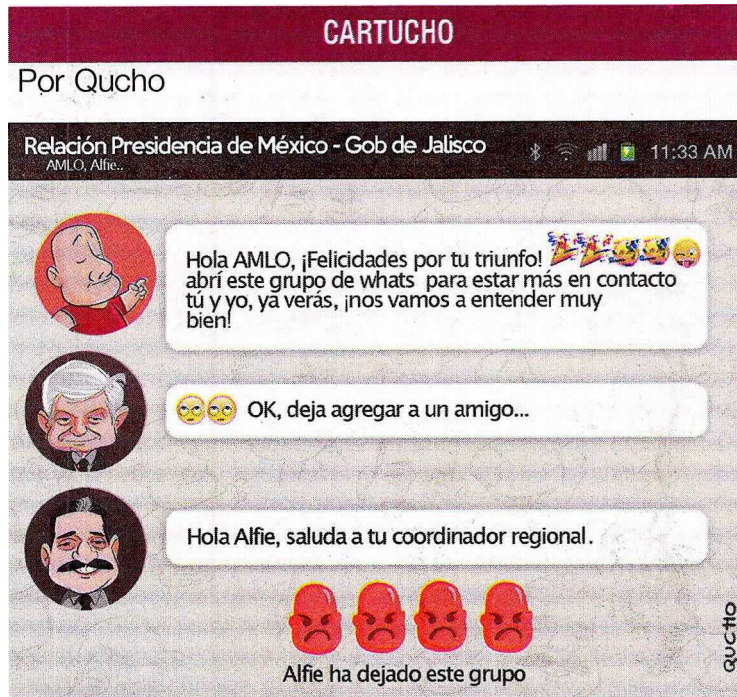 CARTUCHO
Por Qucho
Relación Presidencia de México - Gob de Jalisco
11:33 AM
AMLO, Alfie..
Hola AMLO, ¡Felicidades por tu triunfo!
abrí este grupo de whats para estar más en contacto
tú y yo, ya verás, ¡nos vamos a entender muy
bien!
OK, deja agregar a un amigo...
Hola Alfie, saluda a tu coordinador regional.
Alfie ha dejado este grupo
QUCHO